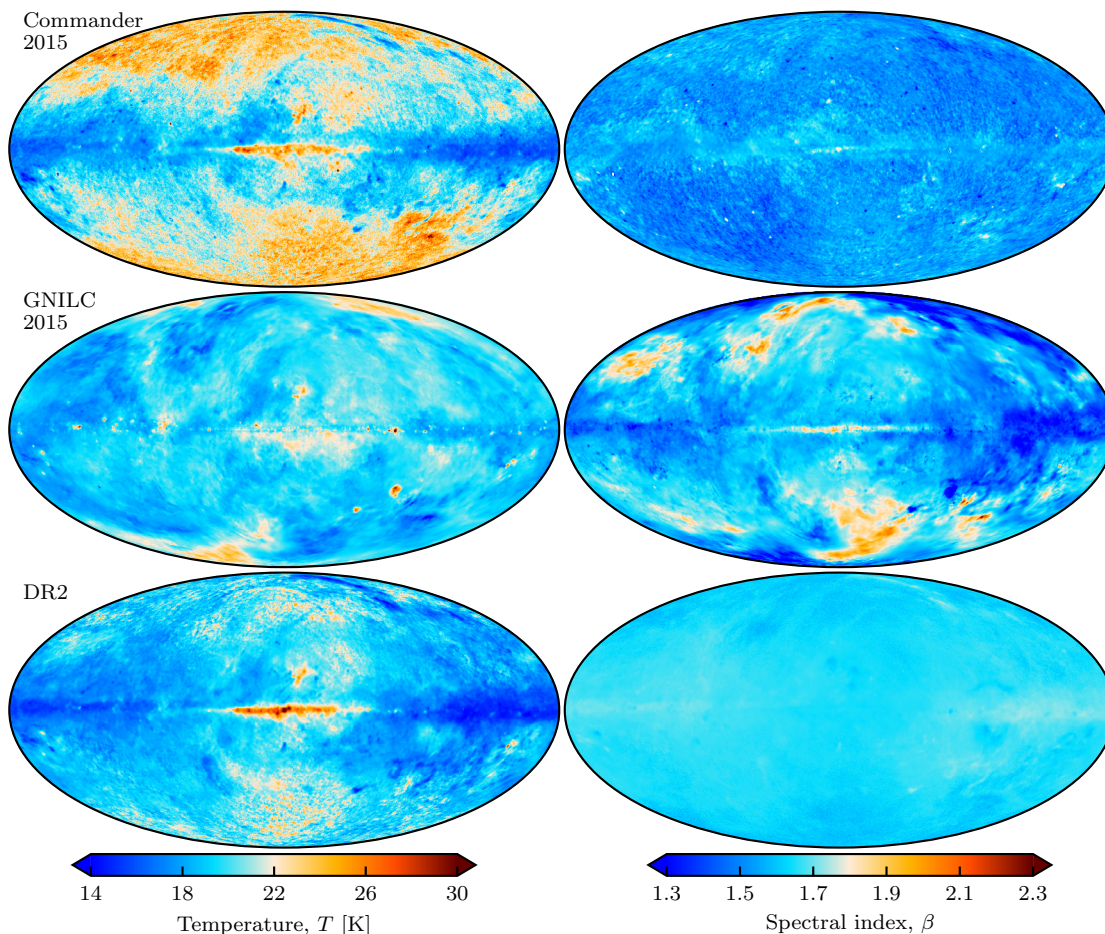 Commander
2015
GNILC
2015
DR2
14 18 22 26 30
Temperature, T [K]
1.3 1.5 1.7 1.9 2.1 2.3
Spectral index, β